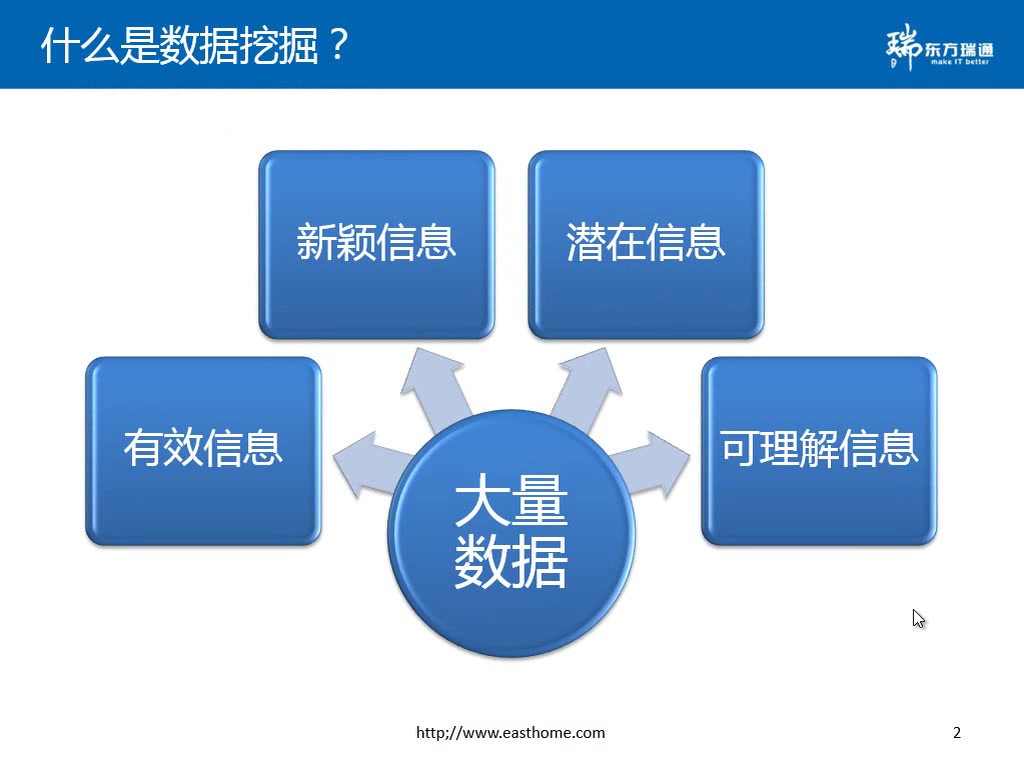 什么是数据挖掘？
瑞 东方瑞通
make IT better
新颖信息
潜在信息
有效信息
可理解信息
大量
数据
http;//www.easthome.com
2